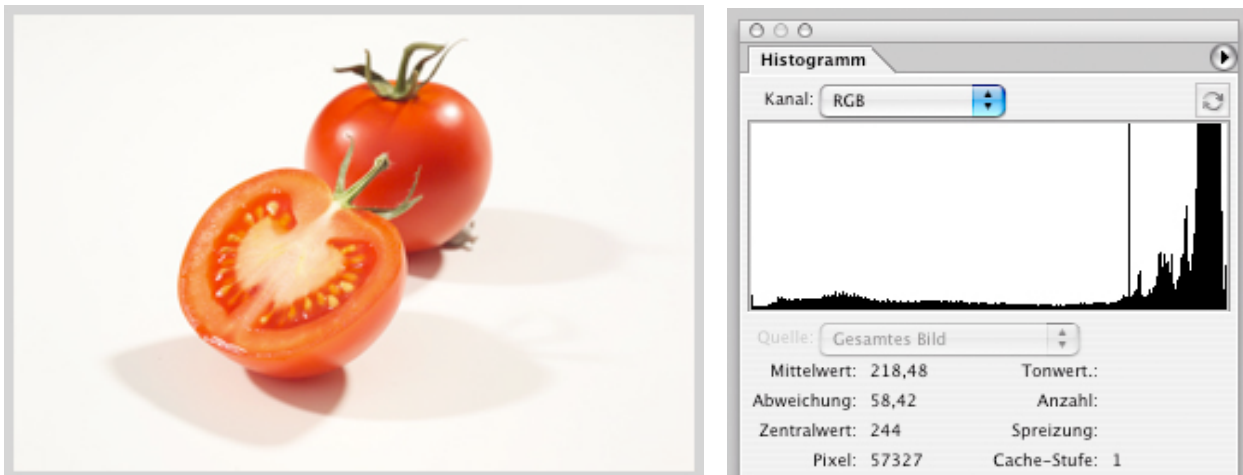 Histogramm
Kanal: RGB
Quelle: Gesamtes Bild
Mittelwert: 218,48 Tonwert.:
Abweichung: 58,42 Anzahl:
Zentralwert: 244 Spreizung:
Pixel: 57327 Cache-Stufe: 1